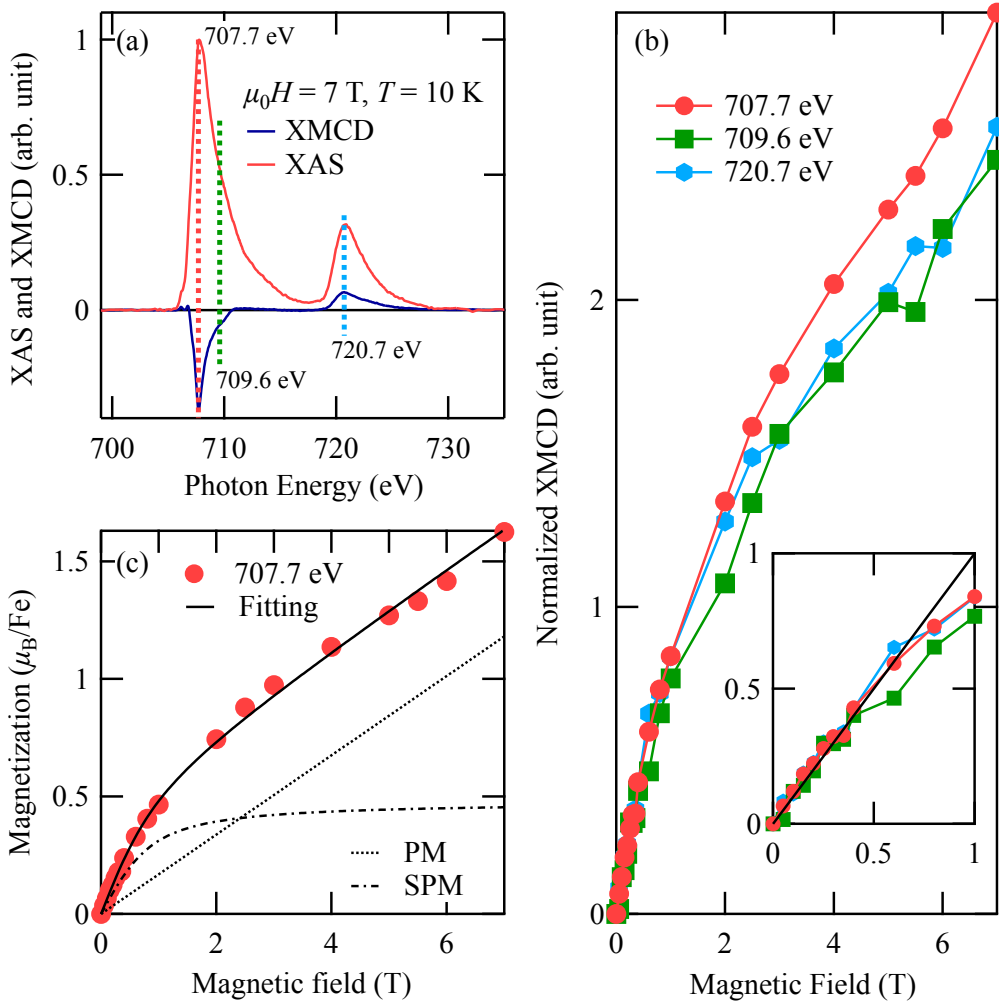 (a)
707.7 eV
μ0H = 7 T, T = 10 K
XMCD
XAS
720.7 eV
709.6 eV
1
0.5
0
XAS and XMCD (arb. unit)
700
710
720
730
Photon Energy (eV)
(b)
707.7 eV
709.6 eV
720.7 eV
2
1
0
Normalized XMCD (arb. unit)
1
0.5
0
0
0.5
1
0
2
4
6
Magnetic Field (T)
(c)
707.7 eV
Fitting
PM
SPM
1.5
1
0.5
0
Magnetization (μB/Fe)
0
2
4
6
Magnetic field (T)